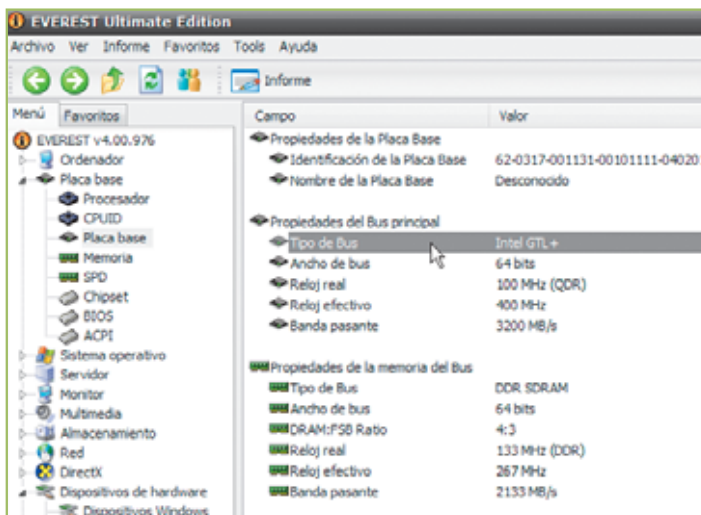 EVEREST Ultimate Edition
Archivo Ver Informe Favoritos Tools Ayuda
Informe
Menú Favoritos
EVEREST v4.00.976
Ordenador
Placa base
Procesador
CPUID
Placa base
Memoria
SPD
Chipset
BIOS
ACPI
Sistema operativo
Servidor
Monitor
Multimedia
Almacenamiento
Red
DirectX
Dispositivos de hardware
Dispositivos Windows
Campo Valor
Propiedades de la Placa Base
Identificación de la Placa Base 62-0317-001131-00101111-04020
Nombre de la Placa Base Desconocido
Propiedades del Bus principal
Tipo de Bus Intel GTL+
Ancho de bus 64 bits
Reloj real 100 MHz (QDR)
Reloj efectivo 400 MHz
Banda pasante 3200 MB/s
Propiedades de la memoria del Bus
Tipo de Bus DDR SDRAM
Ancho de bus 64 bits
DRAM:FSB Ratio 4:3
Reloj real 133 MHz (DDR)
Reloj efectivo 267 MHz
Banda pasante 2133 MB/s